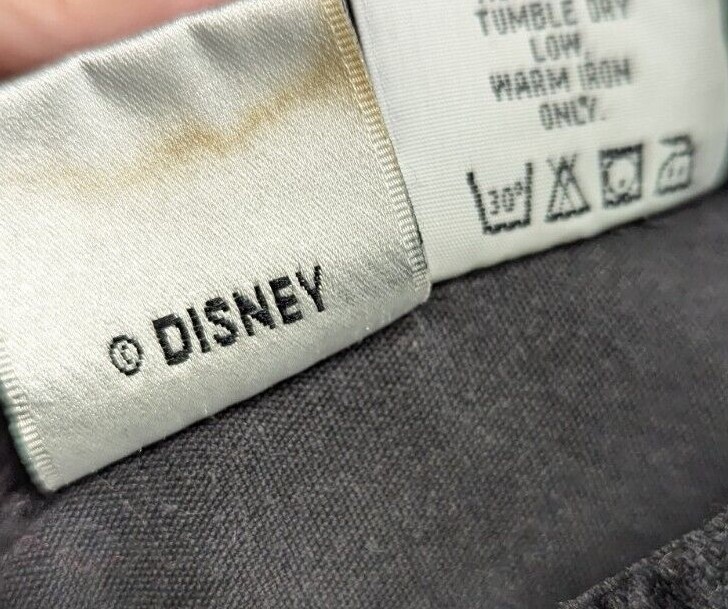 © DISNEY
TUMBLE DRY
LOW,
WARM IRON
ONLY.
30°